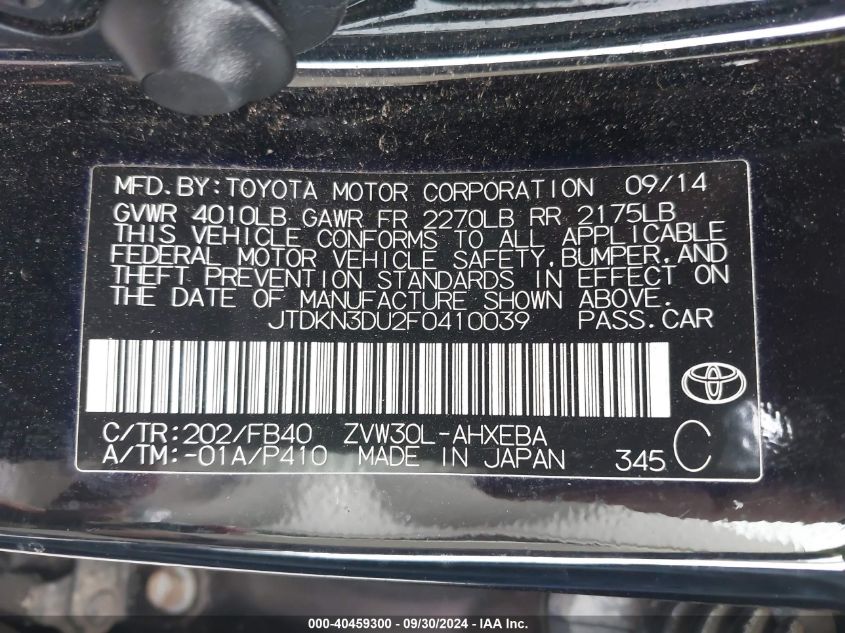 MFD.BY:TOYOTA MOTOR CORPORATION 09/14
GVWR 4010LB GAWR FR 2270LB RR 2175LB
THIS VEHICLE CONFORMS TO ALL APPLICABLE
FEDERAL MOTOR VEHICLE SAFETY,BUMPER,AND
THEFT PREVENTION STANDARDS IN EFFECT ON
THE DATE OF MANUFACTURE SHOWN ABOVE.
JTDKN3DU2F0410039 PASS.CAR
C/TR:202/FB40 ZVW30L-AHXEBA
A/TM:-01A/P410 MADE IN JAPAN 345 C
000-40459300 - 09/30/2024 - IAA Inc.